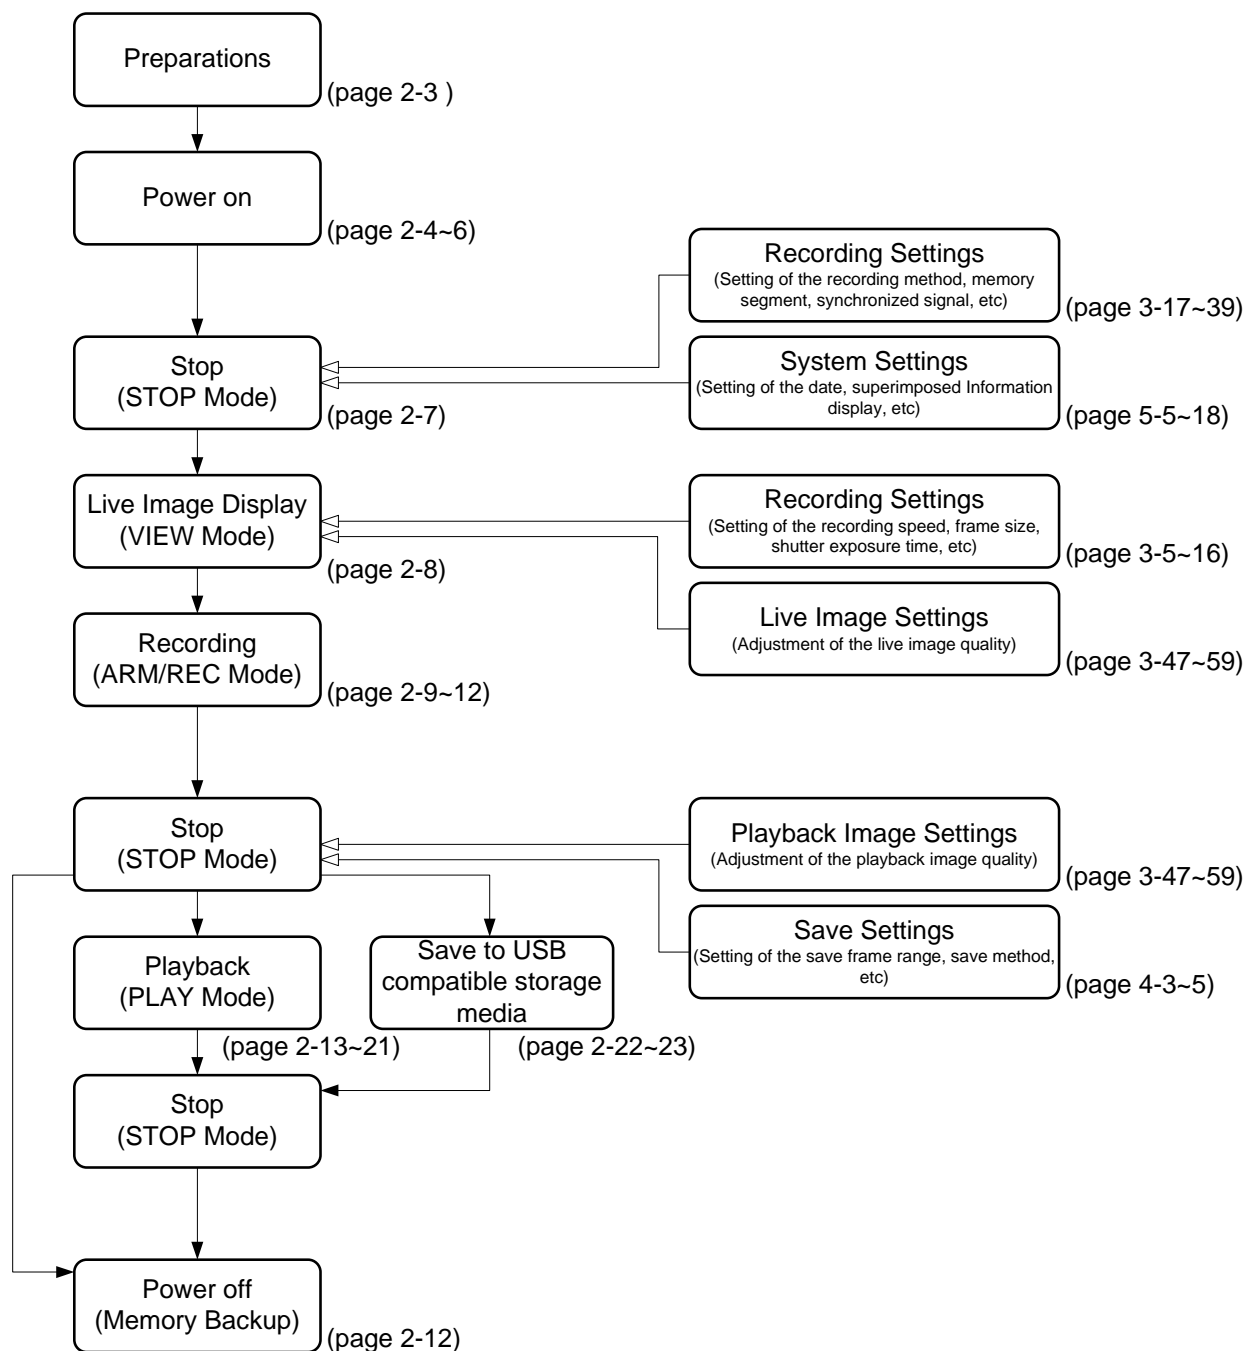 Preparations
(page 2-3 )
Power on
(page 2-4~6)
Recording Settings
(Setting of the recording method, memory
segment, synchronized signal, etc)
(page 3-17~39)
Stop
(STOP Mode)
(page 2-7)
System Settings
(Setting of the date, superimposed Information
display, etc)
(page 5-5~18)
Live Image Display
(VIEW Mode)
(page 2-8)
Recording Settings
(Setting of the recording speed, frame size,
shutter exposure time, etc)
(page 3-5~16)
Live Image Settings
(Adjustment of the live image quality)
(page 3-47~59)
Recording
(ARM/REC Mode)
(page 2-9~12)
Stop
(STOP Mode)
Playback Image Settings
(Adjustment of the playback image quality)
(page 3-47~59)
Save Settings
(Setting of the save frame range, save method,
etc)
(page 4-3~5)
Playback
(PLAY Mode)
(page 2-13~21)
Save to USB
compatible storage
media
(page 2-22~23)
Stop
(STOP Mode)
Power off
(Memory Backup)
(page 2-12)